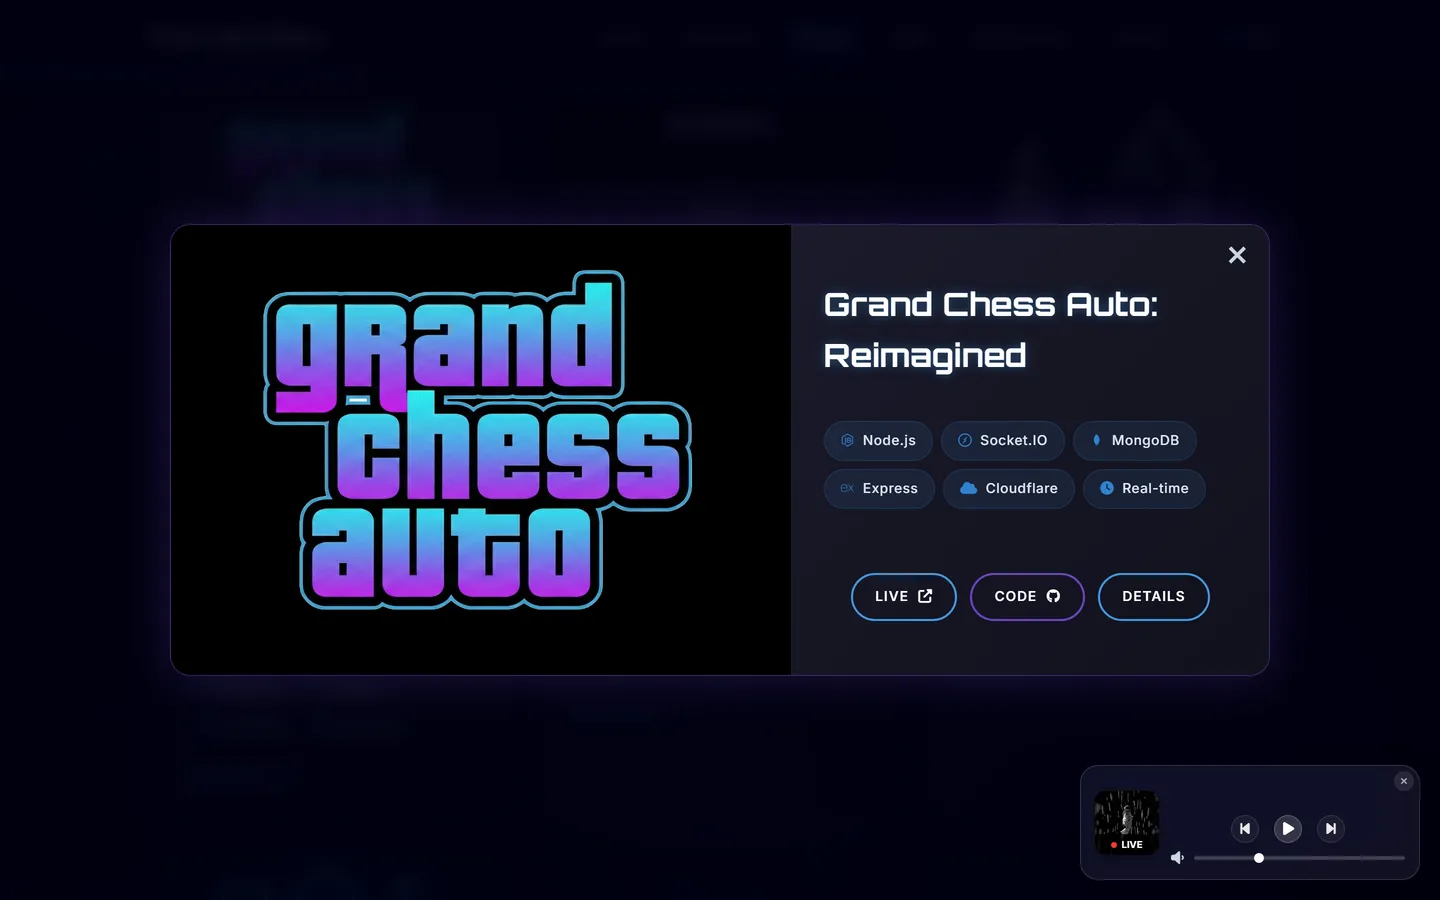 grand
chess
auto
Grand Chess Auto:
Reimagined
Node.js
Socket.IO
MongoDB
ex Express
Cloudflare
Real-time
LIVE
CODE
DETAILS
LIVE